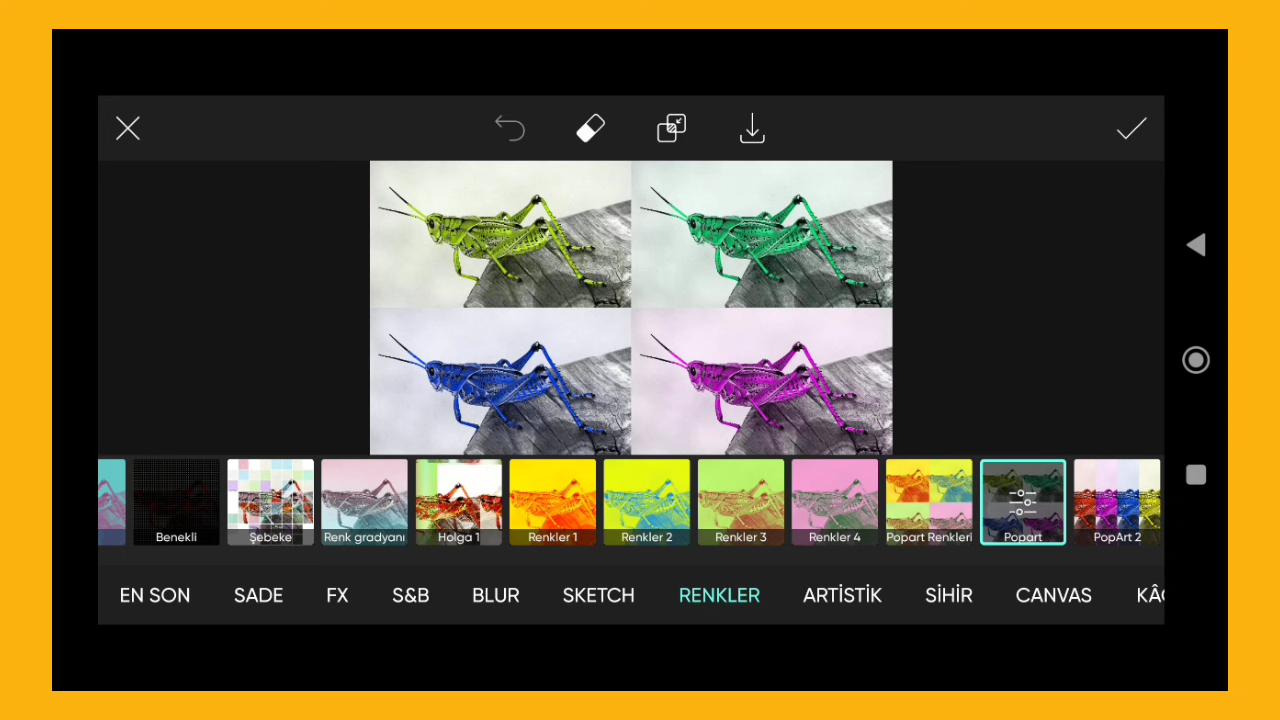 Benekli
Şebeke
Renk gradyanı
Holga 1
Renkler 1
Renkler 2
Renkler 3
Renkler 4
Popart Renkleri
Popart
PopArt 2
EN SON
SADE
FX
S&B
BLUR
SKETCH
RENKLER
ARTİSTİK
SİHİR
CANVAS